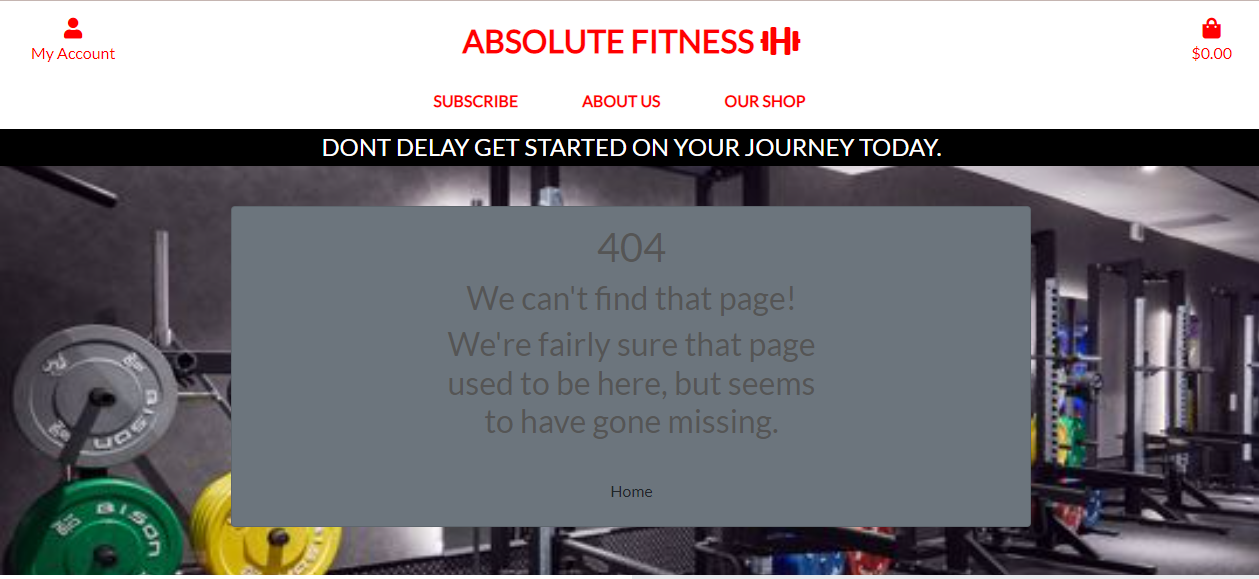 My Account
ABSOLUTE FITNESS
$0.00
SUBSCRIBE ABOUT US OUR SHOP
DONT DELAY GET STARTED ON YOUR JOURNEY TODAY.
404
We can't find that page!
We're fairly sure that page
used to be here, but seems
to have gone missing.
Home
BISON
BISON